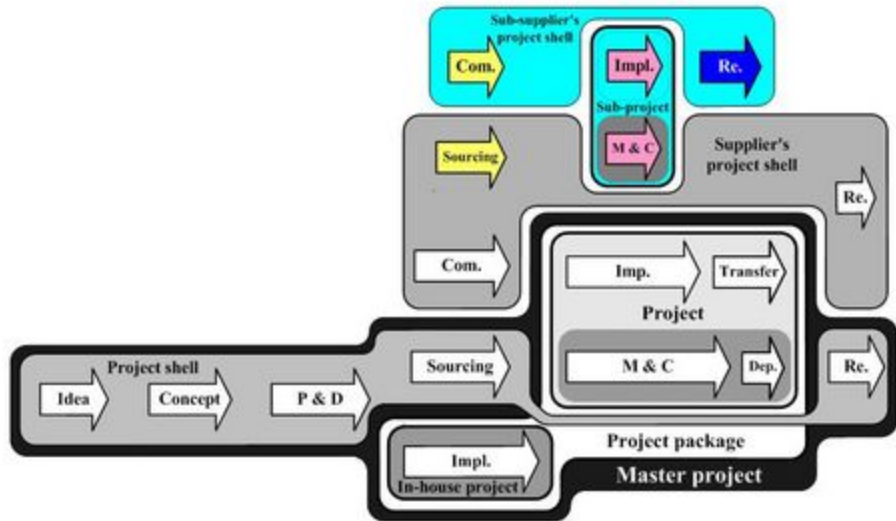 Sub-supplier's
project shell
Com.
Impl.
Re.
Sub-project
Sourcing
M & C
Supplier's
project shell
Re.
Com.
Imp.
Transfer
Project
Project shell
Idea
Concept
P & D
Sourcing
M & C
Dep.
Re.
Project package
Impl.
In-house project
Master project